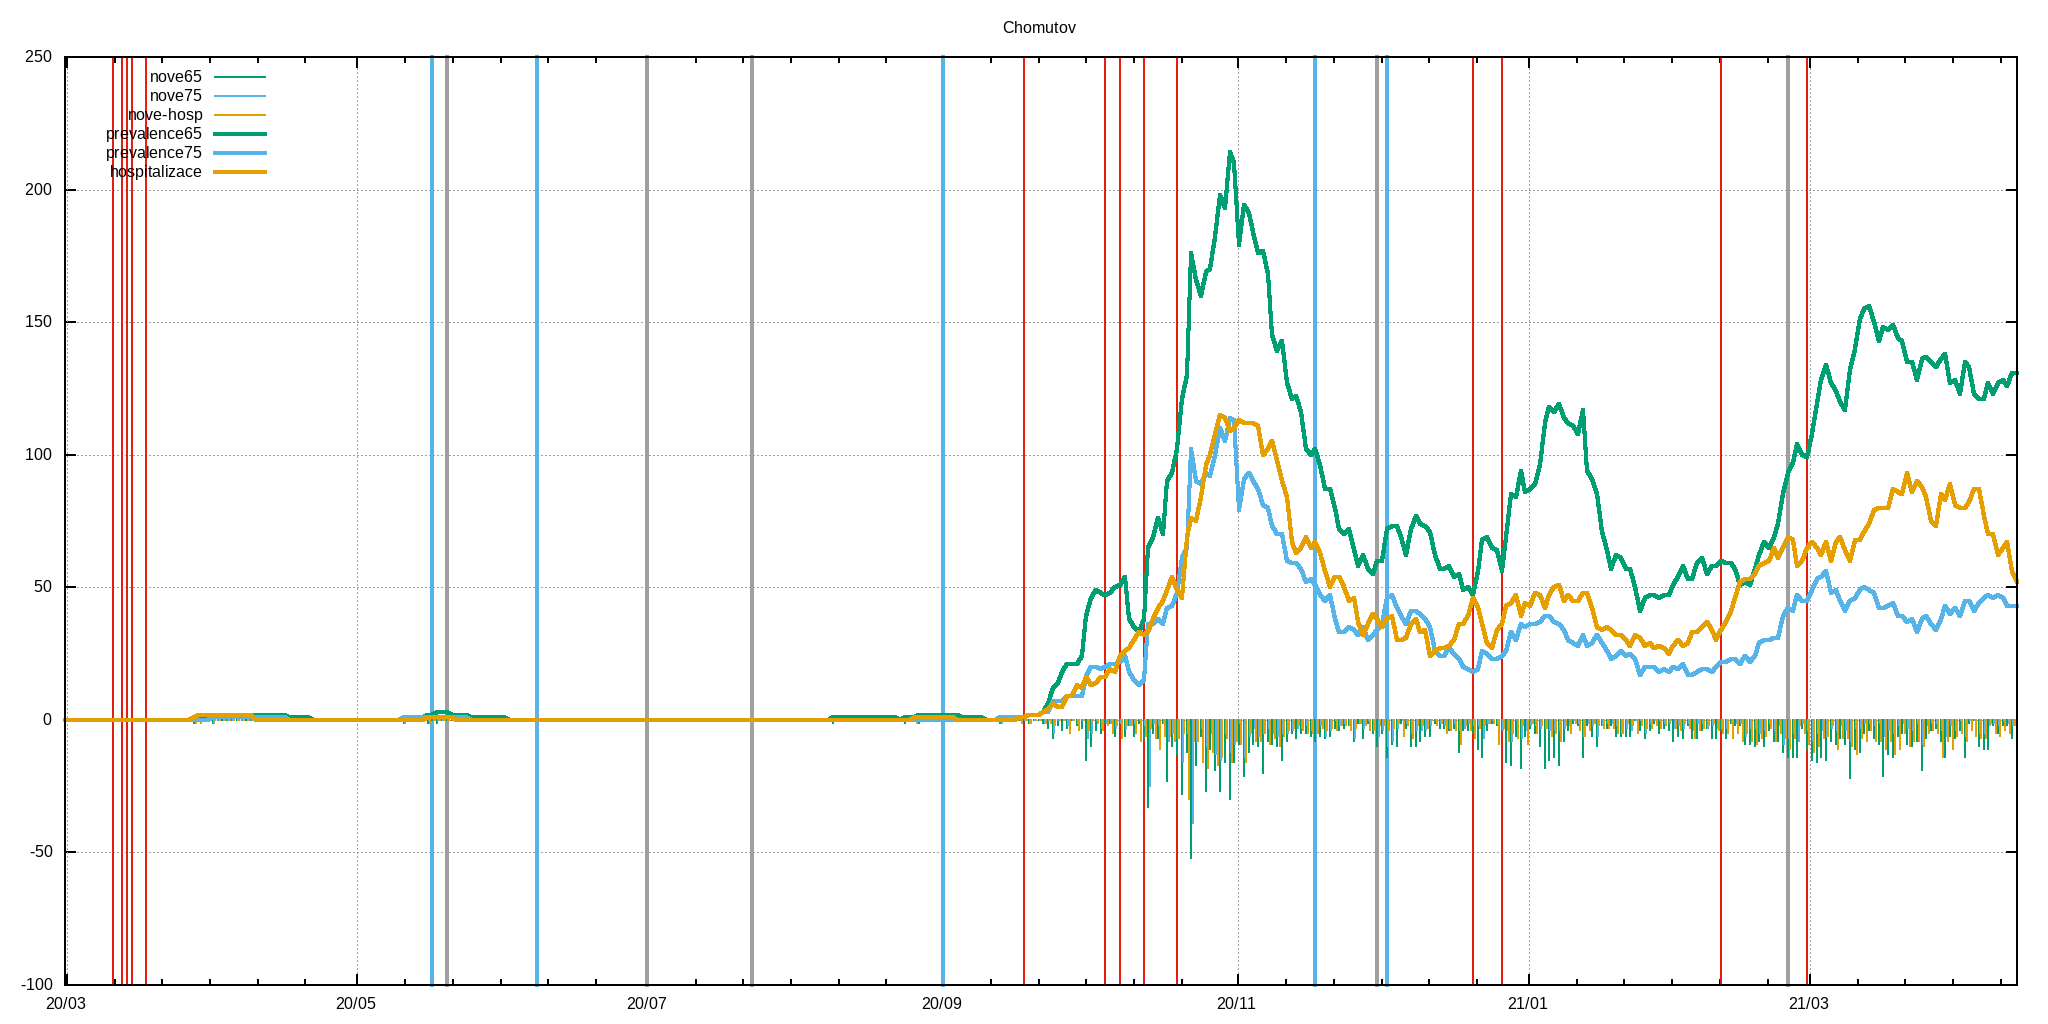 Chomutov
250
nove65
nove75
nove-hosp
prevalence65
prevalence75
hospitalizace
200
150
100
50
0
-50
-100
20/03 20/05 20/07 20/09 20/11 21/01 21/03